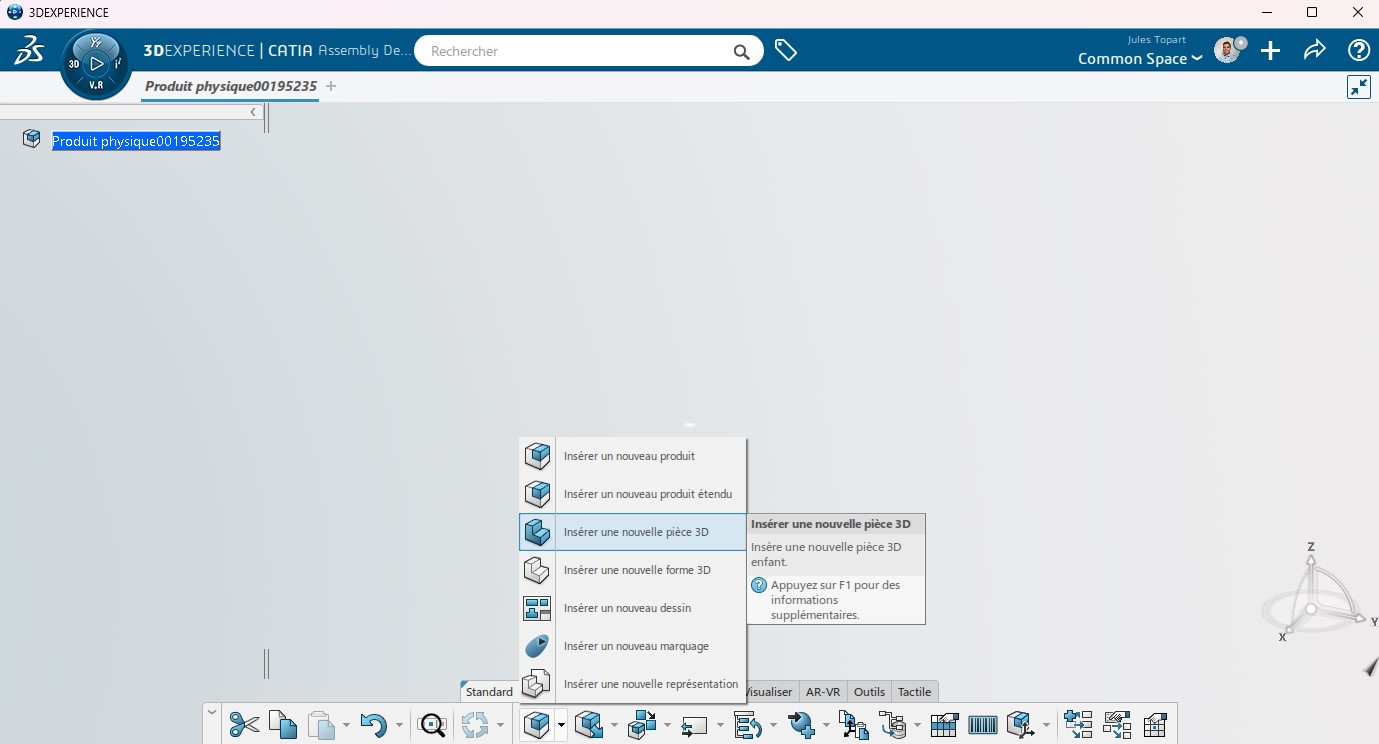 3DEXPERIENCE
3DEXPERIENCE | CATIA Assembly De...
Rechercher
Jules Topart
Common Space
3D
V.R
Produit physique00195235
Produit physique00195235
Insérer un nouveau produit
Insérer un nouveau produit étendu
Insérer une nouvelle pièce 3D
Insérer une nouvelle forme 3D
Insérer un nouveau dessin
Insérer un nouveau marquage
Insérer une nouvelle représentation
Insérer une nouvelle pièce 3D
Insère une nouvelle pièce 3D
enfant.
Appuyez sur F1 pour des
informations
supplémentaires.
Z
Y
X
Standard
Visualiser
AR-VR
Outils
Tactile